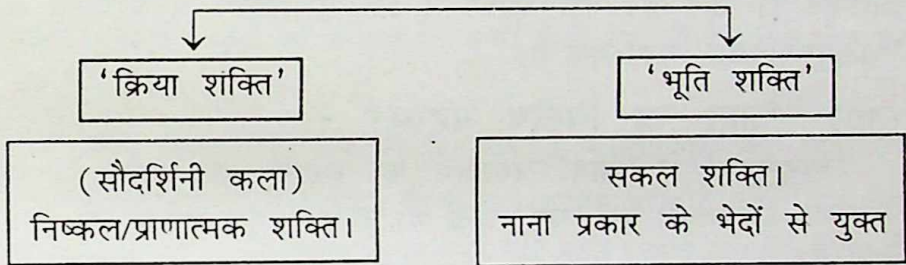 'क्रिया शक्ति'
'भूति शक्ति'
(सौदर्शिनी कला)
निष्कल/प्राणात्मक शक्ति।
सकल शक्ति।
नाना प्रकार के भेदों से युक्त